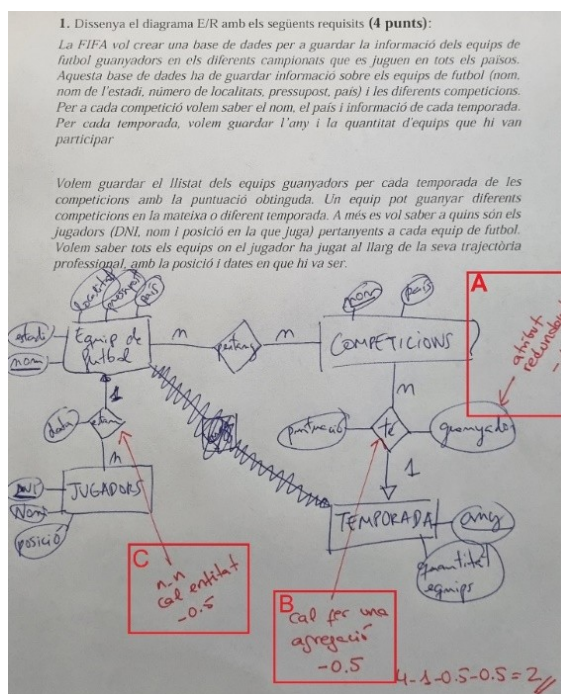 1. Dissenya el diagrama E/R amb els següents requisits (4 punts):
La FIFA vol crear una base de dades per a guardar la informació dels equips de
futbol guanyadors en els diferents campionats que es juguen en tots els països.
Aquesta base de dades ha de guardar informació sobre els equips de futbol (nom,
nom de l'estadi, número de localitats, pressupost, país) i les diferents competicions.
Per a cada competició volem saber el nom, el país i informació de cada temporada.
Per cada temporada, volem guardar l'any i la quantitat d'equips que hi van
participar
Volem guardar el llistat dels equips guanyadors per cada temporada de les
competicions amb la puntuació obtinguda. Un equip pot guanyar diferents
competicions en la mateixa o diferent temporada. A més es vol saber a quins són els
jugadors (DNI, nom i posició en la que juga) pertanyents a cada equip de futbol.
Volem saber tots els equips on el jugador ha jugat al llarg de la seva trajectòria
professional, amb la posició i dates en que hi va ser.
país
nom
país
A
estadi
nom
Equip de
futbol
n
n
COMPETICIONS
atribut
1
n
data
puntuació
té
guanyador
n
1
DNI
Nom
posició
JUGADORS
TEMPORADA
any
quantitat
equips
C
n-n
cal entitat
-0.5
B
cal fer una
agregació
-0.5
4-1-0.5-0.5=2